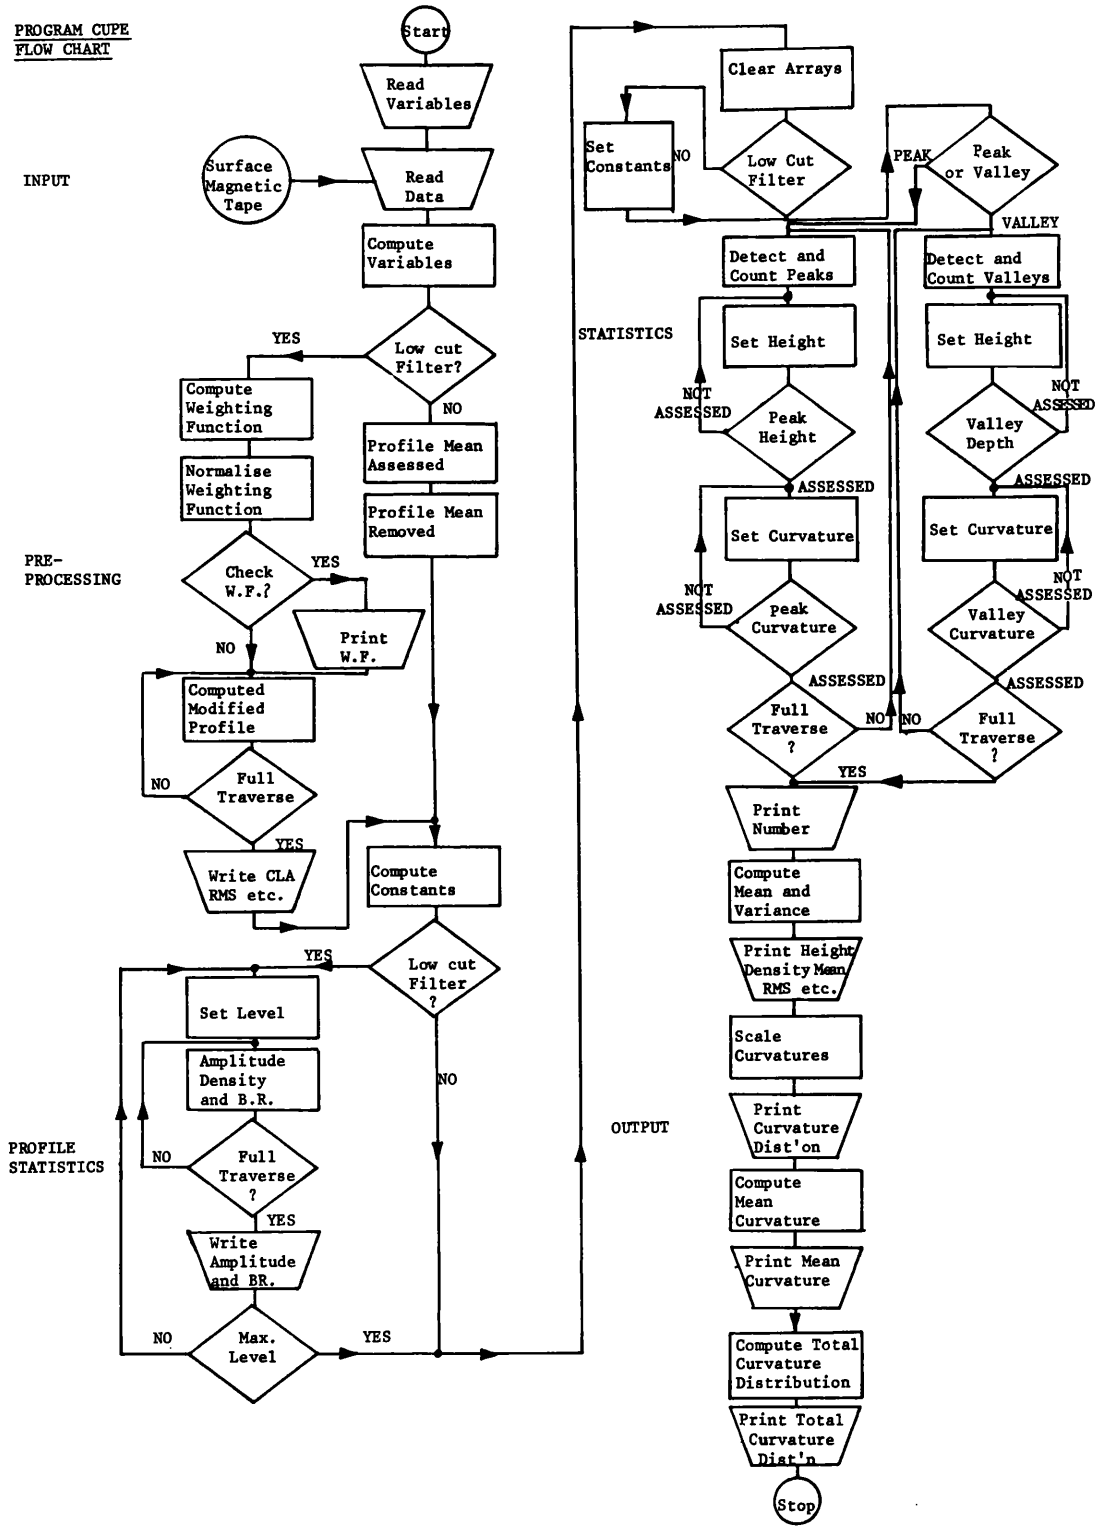 PROGRAM CUPE
FLOW CHART
Start
Read
Variables
INPUT
Surface
Magnetic
Tape
Read
Data
Compute
Variables
Low cut
Filter?
YES
NO
Compute
Weighting
Function
Normalise
Weighting
Function
Profile Mean
Assessed
Profile Mean
Removed
PRE-
PROCESSING
Check
W.F.?
YES
NO
Print
W.F.
Computed
Modified
Profile
Full
Traverse
NO
YES
Write CLA
RMS etc.
Compute
Constants
Low cut
Filter
?
YES
NO
Set Level
Amplitude
Density
and B.R.
PROFILE
STATISTICS
Full
Traverse
?
NO
YES
Write
Amplitude
and BR.
Max.
Level
NO
YES
Clear Arrays
Set
Constants
NO
Low Cut
Filter
PEAK
Peak
or Valley
VALLEY
Detect and
Count Peaks
Detect and
Count Valleys
STATISTICS
Set Height
Set Height
NOT
ASSESSED
Peak
Height
Valley
Depth
NOT
ASSESSED
ASSESSED
ASSESSED
Set Curvature
Set Curvature
NOT
ASSESSED
Peak
Curvature
Valley
Curvature
NOT
ASSESSED
ASSESSED
ASSESSED
Full
Traverse
?
NO
NO
Full
Traverse
?
YES
Print
Number
Compute
Mean and
Variance
Print Height
Density Mean
RMS etc.
Scale
Curvatures
OUTPUT
Print
Curvature
Dist'on
Compute
Mean
Curvature
Print Mean
Curvature
Compute Total
Curvature
Distribution
Print Total
Curvature
Dist'n
Stop